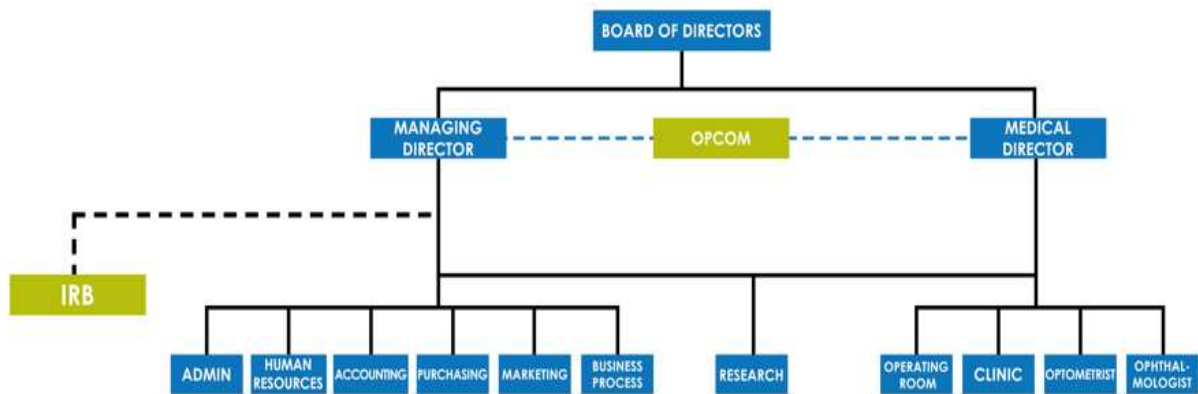 BOARD OF DIRECTORS
MANAGING
DIRECTOR
OPCOM
MEDICAL
DIRECTOR
IRB
ADMIN
HUMAN
RESOURCES
ACCOUNTING
PURCHASING
MARKETING
BUSINESS
PROCESS
RESEARCH
OPERATING
ROOM
CLINIC
OPTOMETRIST
OPHTHAL-
MOLOGIST